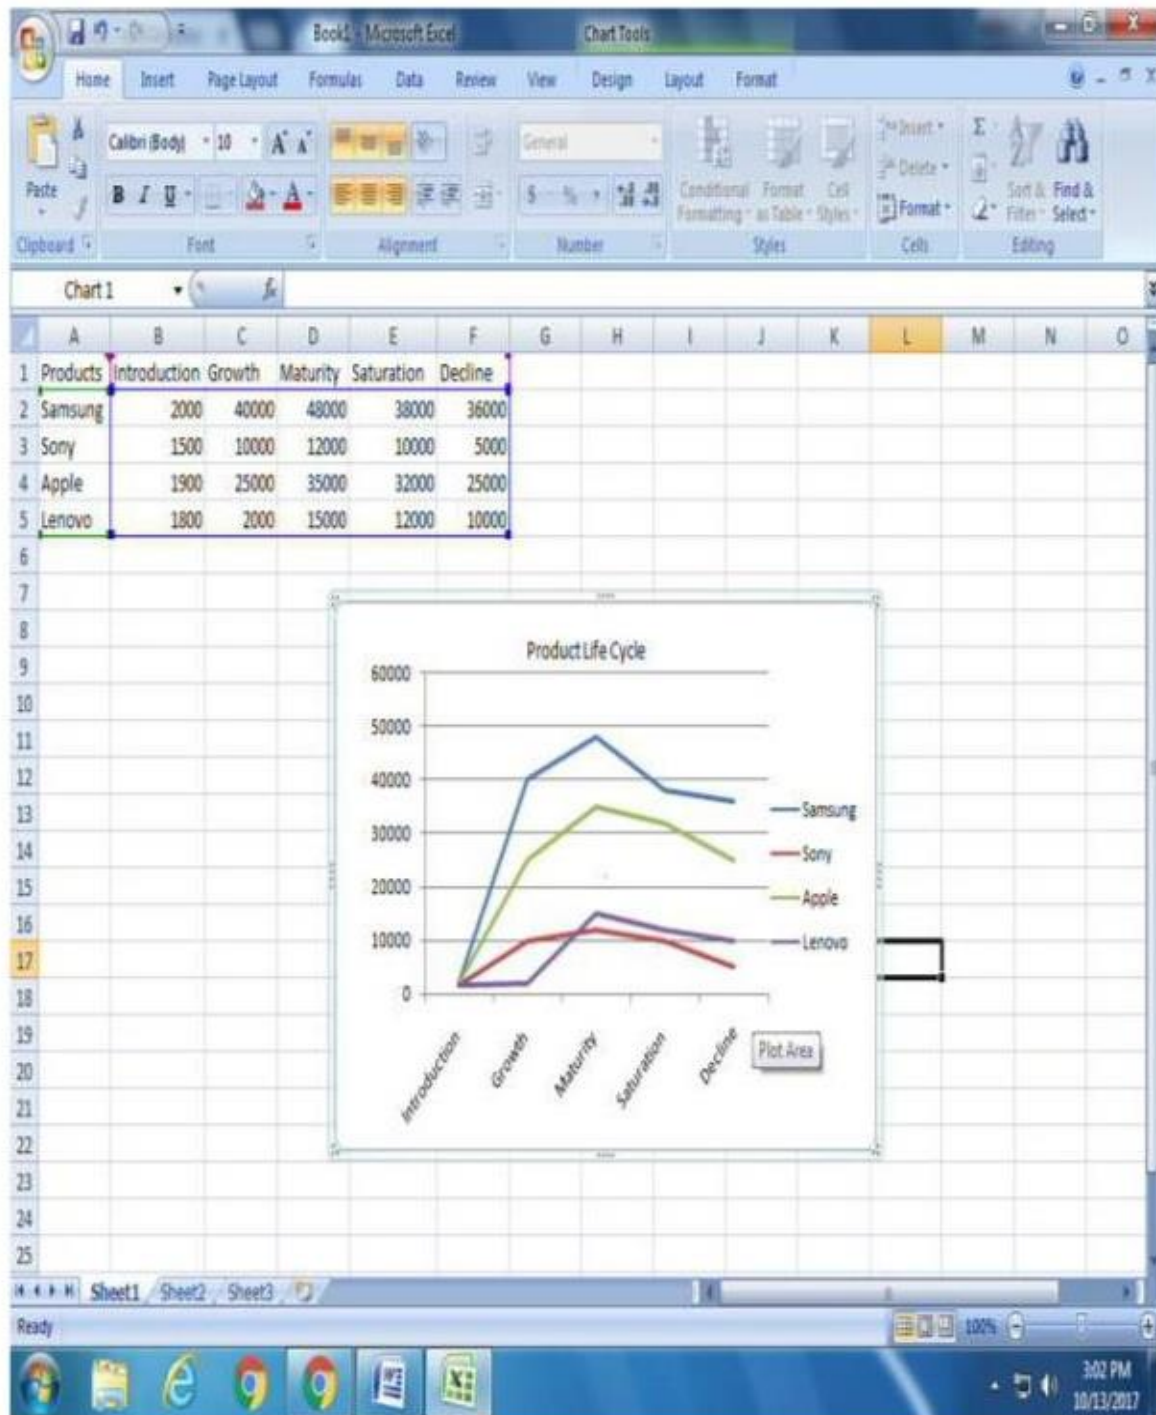 Book1 - Microsoft Excel Chart Tools
Home Insert Page Layout Formulas Data Review View Design Layout Format
Calibri (Body) 10 A A General Insert
Paste B I U A $ % , Conditional Formatting Format as Table Cell Styles Delete Format Σ Sort & Filter Find & Select
Clipboard Font Alignment Number Styles Cells Editing
Chart 1 fx
A B C D E F G H I J K L M N O
1 Products Introduction Growth Maturity Saturation Decline
2 Samsung 2000 40000 48000 38000 36000
3 Sony 1500 10000 12000 10000 5000
4 Apple 1900 25000 35000 32000 25000
5 Lenovo 1800 2000 15000 12000 10000
6
7
8
9
10
11
12
13
14
15
16
17
18
19
20
21
22
23
24
25
Product Life Cycle
60000
50000
40000
30000
20000
10000
0
Samsung
Sony
Apple
Lenovo
Introduction Growth Maturity Saturation Decline
Plot Area
Sheet1 Sheet2 Sheet3
Ready 100%
3:02 PM
10/13/2017